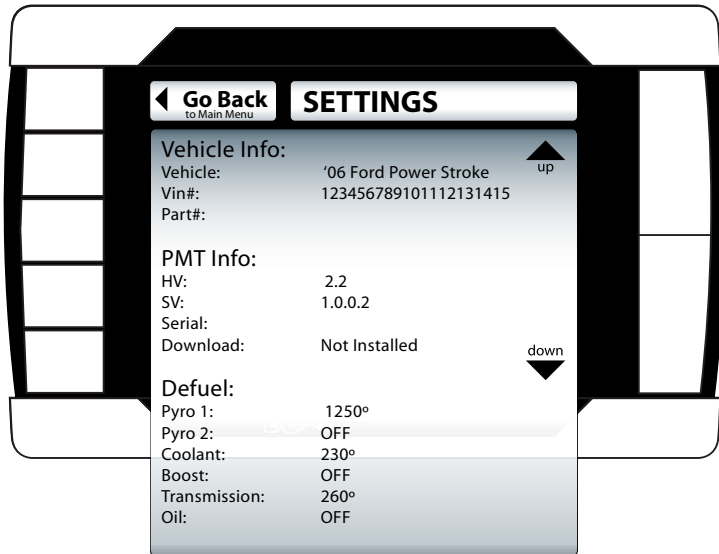 Go Back
to Main Menu
SETTINGS
Vehicle Info:
up
Vehicle: '06 Ford Power Stroke
Vin#: 123456789101112131415
Part#:
PMT Info:
HV: 2.2
SV: 1.0.0.2
Serial:
Download: Not Installed
down
Defuel:
Pyro 1: 1250º
Pyro 2: OFF
Coolant: 230º
Boost: OFF
Transmission: 260º
Oil: OFF